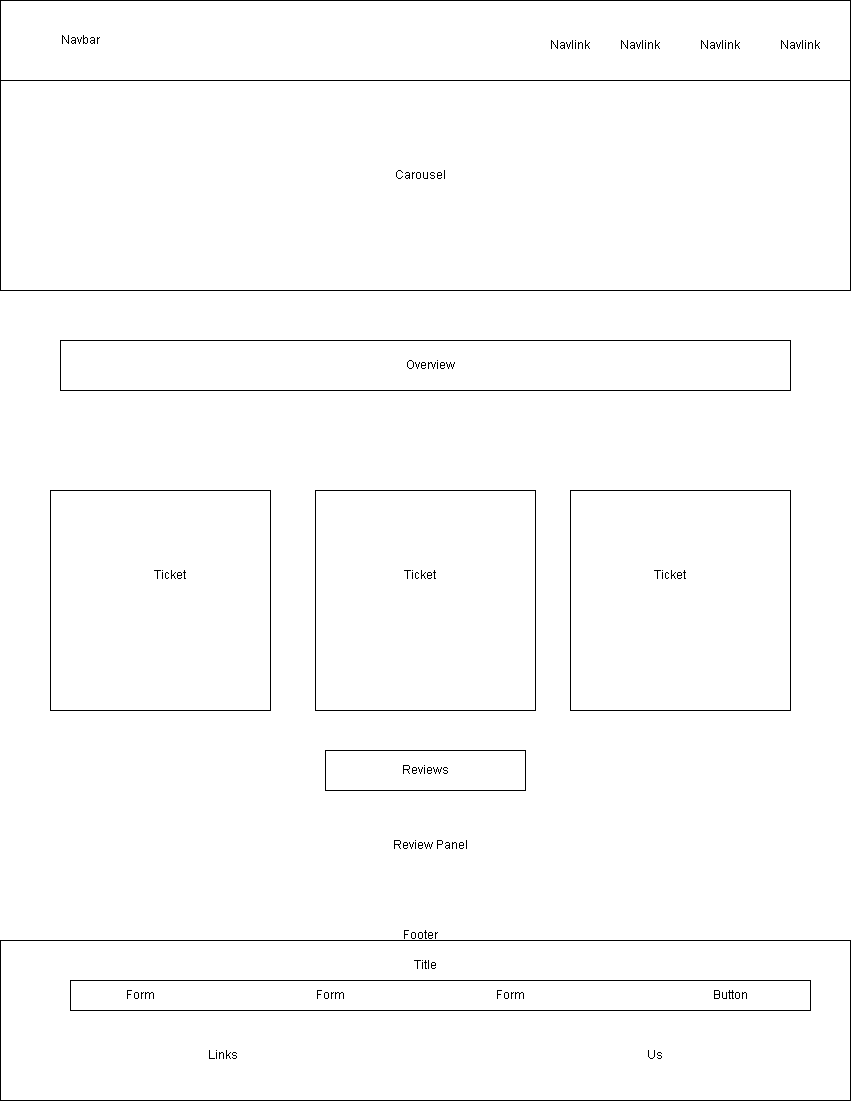 Navbar
Navlink Navlink Navlink Navlink
Carousel
Overview
Ticket Ticket Ticket
Reviews
Review Panel
Footer
Title
Form Form Form Button
Links Us